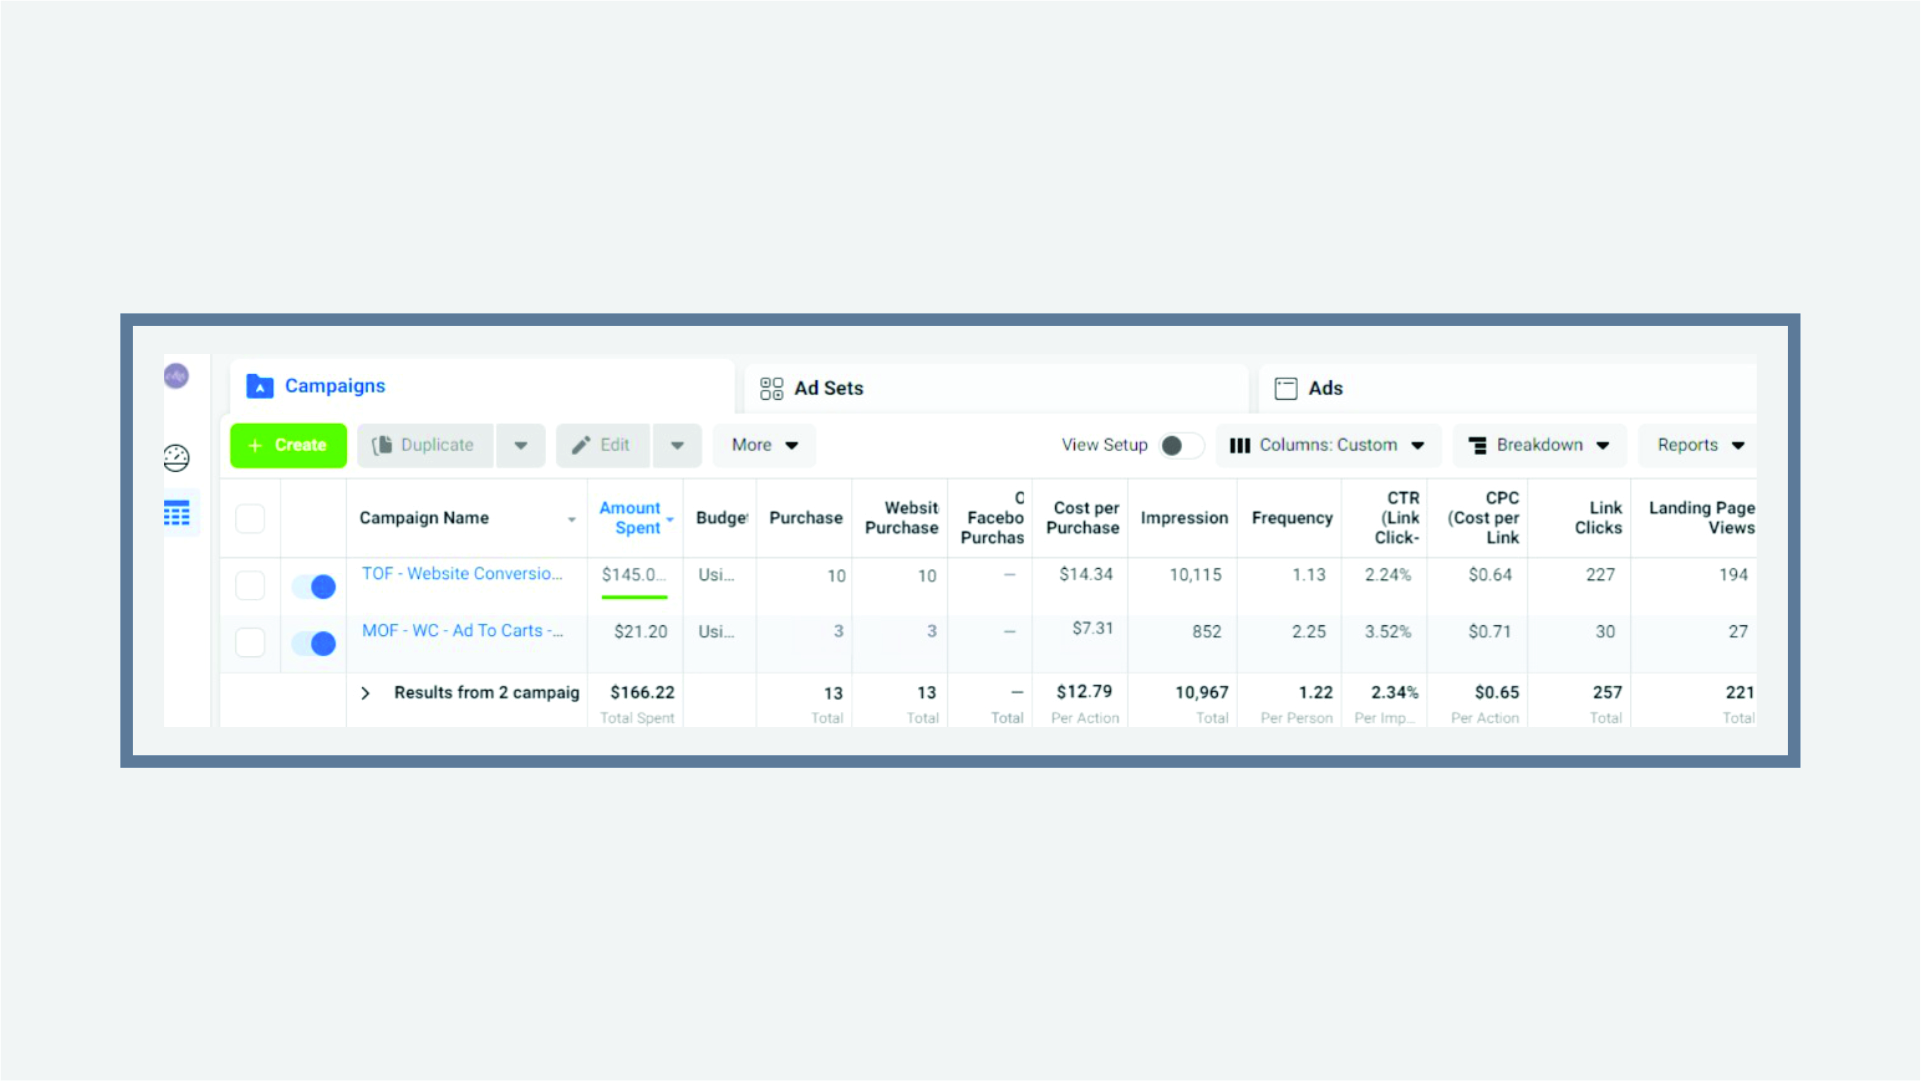 Campaigns
Ad Sets
Ads
+ Create
Duplicate
Edit
More
View Setup
Columns: Custom
Breakdown
Reports
Campaign Name
Amount
Spent
Budge
Purchase
Websit
Purchase
C
Facebo
Purchas
Cost per
Purchase
Impression
Frequency
CTR
(Link
Click-
CPC
(Cost per
Link
Link
Clicks
Landing Page
Views
TOF - Website Conversio... $145.0... Usi... 10 10 — $14.34 10,115 1.13 2.24% $0.64 227 194
MOF - WC - Ad To Carts -... $21.20 Usi... 3 3 — $7.31 852 2.25 3.52% $0.71 30 27
Results from 2 campaig $166.22 13 13 — $12.79 10,967 1.22 2.34% $0.65 257 221
Total Spent Total Total Total Per Action Total Per Person Per Imp... Per Action Total Total